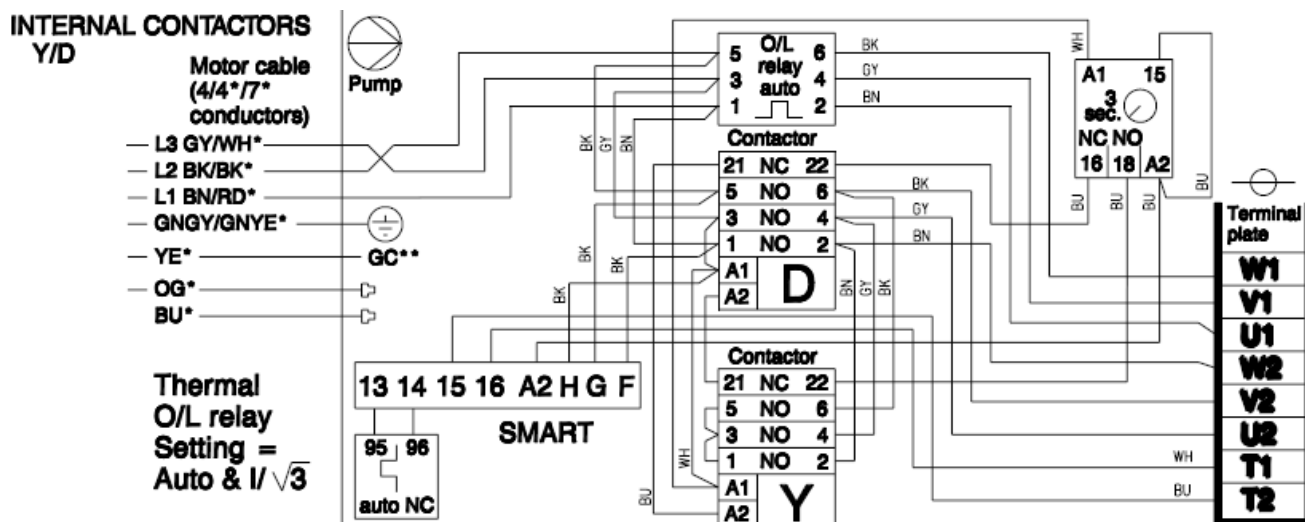 INTERNAL CONTACTORS
Y/D
Motor cable
(4/4*/7*
conductors)
L3 GY/WH*
L2 BK/BK*
L1 BN/RD*
GNGY/GNYE*
YE*
GC**
OG*
BU*
Thermal
O/L relay
Setting =
Auto & I/ √3
Pump
5 O/L 6
3 relay 4
1 auto 2
BK
GY
BN
BK
GY
BN
WH
A1 15
3
sec.
NC NO
16 18 A2
BU
BU
BU
BU
Contactor
21 NC 22
5 NO 6
3 NO 4
1 NO 2
A1
A2
D
BK
GY
BN
BU
BK
BK
BK
BN
GY
BK
13 14 15 16 A2 H G F
SMART
95 96
auto NC
Contactor
21 NC 22
5 NO 6
3 NO 4
1 NO 2
A1
A2
Y
WH
BU
WH
BU
Terminal
plate
W1
V1
U1
W2
V2
U2
T1
T2